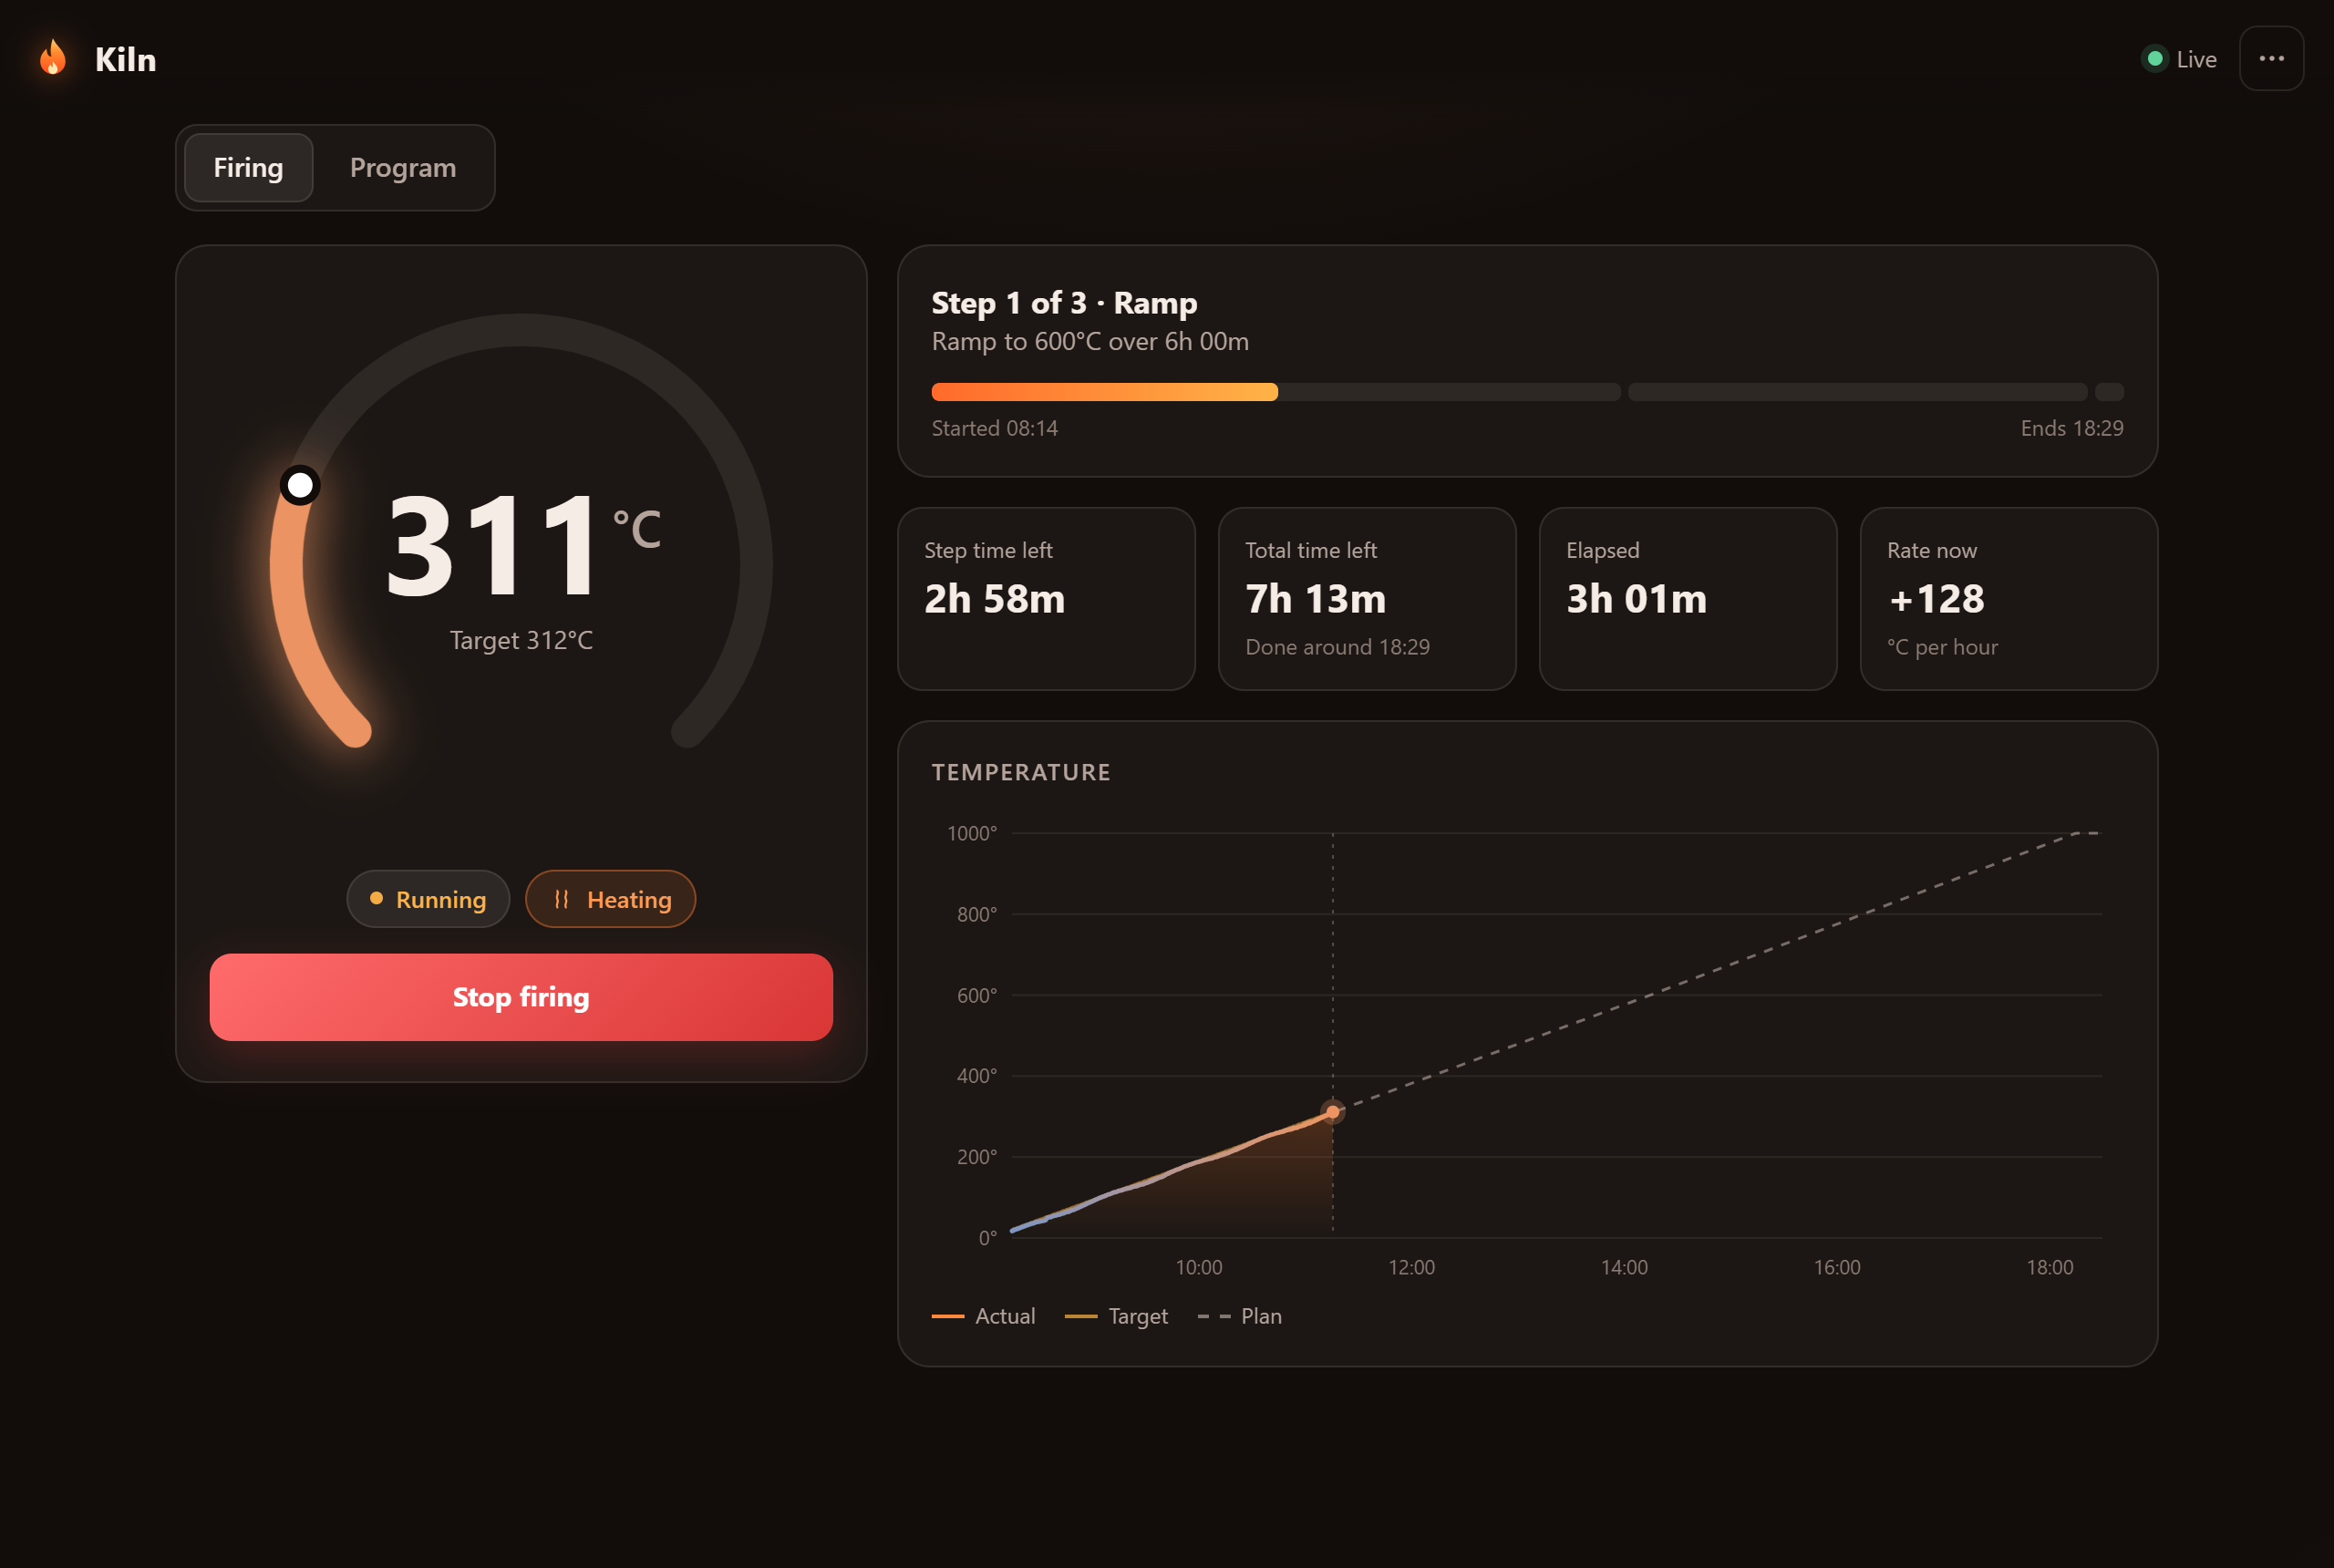 Kiln
Live
Firing
Program
311 °C
Target 312°C
Running
Heating
Stop firing
Step 1 of 3 · Ramp
Ramp to 600°C over 6h 00m
Started 08:14
Ends 18:29
Step time left
2h 58m
Total time left
7h 13m
Done around 18:29
Elapsed
3h 01m
Rate now
+128
°C per hour
TEMPERATURE
1000°
800°
600°
400°
200°
0°
10:00
12:00
14:00
16:00
18:00
Actual
Target
Plan